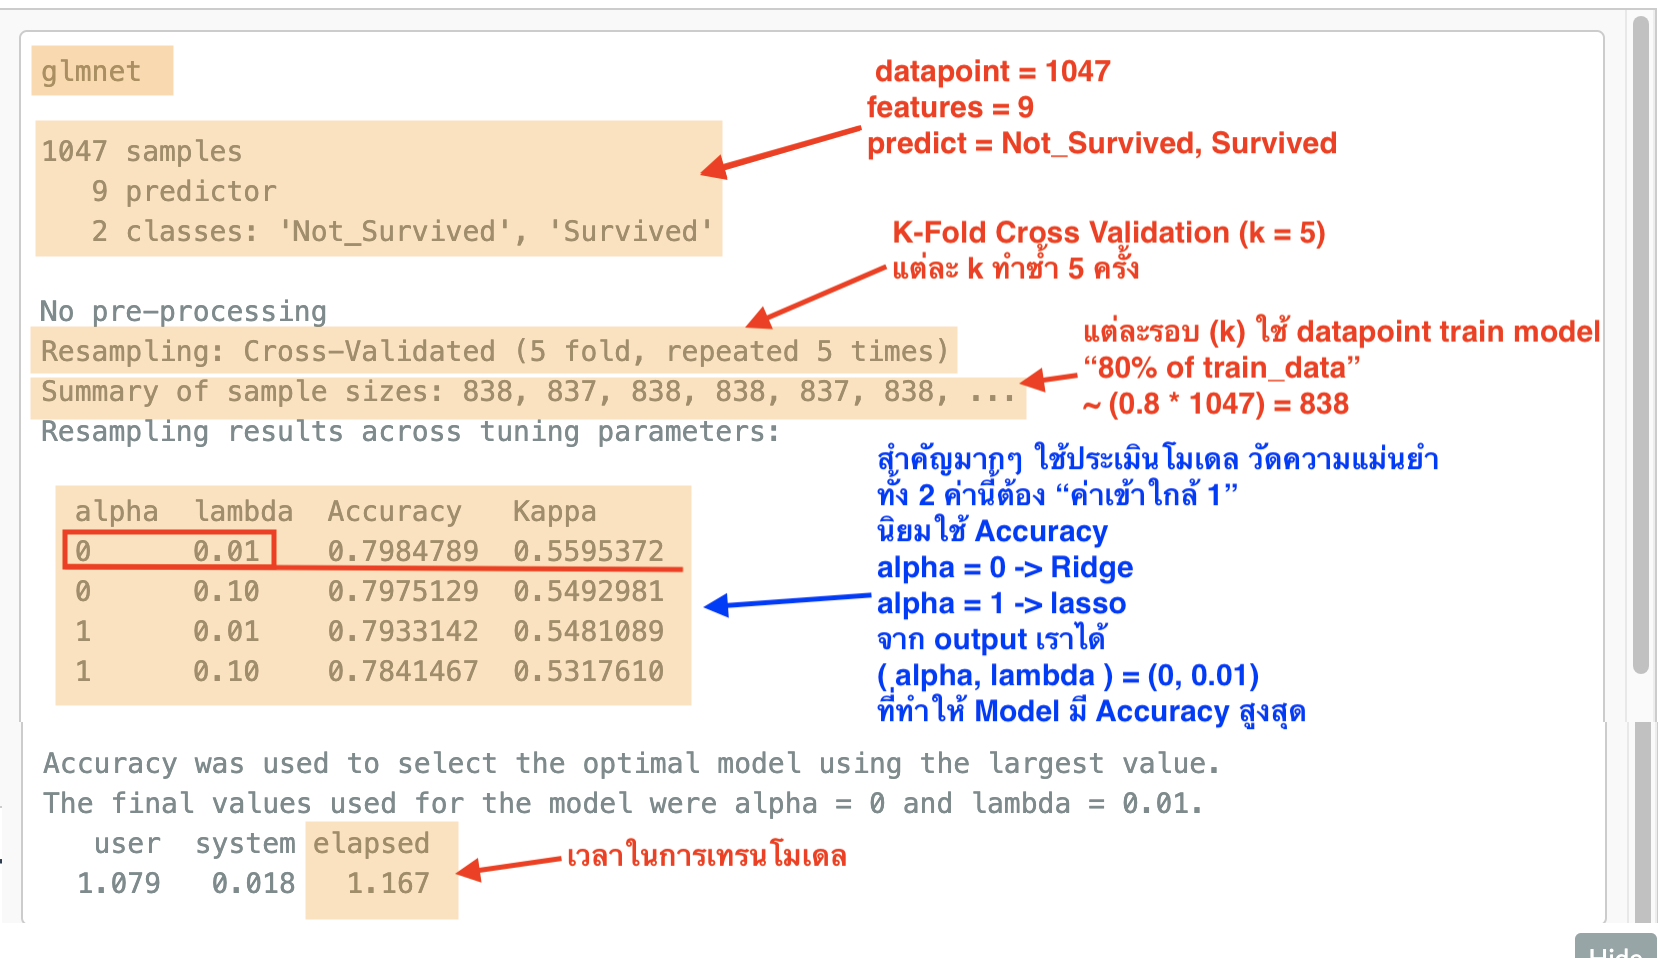 glmnet
datapoint = 1047
features = 9
predict = Not_Survived, Survived
1047 samples
9 predictor
2 classes: 'Not_Survived', 'Survived'
K-Fold Cross Validation (k = 5)
แต่ละ k ทำซ้ำ 5 ครั้ง
No pre-processing
Resampling: Cross-Validated (5 fold, repeated 5 times)
Summary of sample sizes: 838, 837, 838, 838, 837, 838, ...
Resampling results across tuning parameters:
แต่ละรอบ (k) ใช้ datapoint train model
“80% of train_data”
~ (0.8 * 1047) = 838
alpha lambda Accuracy Kappa
0 0.01 0.7984789 0.5595372
0 0.10 0.7975129 0.5492981
1 0.01 0.7933142 0.5481089
1 0.10 0.7841467 0.5317610
สำคัญมากๆ ใช้ประเมินโมเดล วัดความแม่นยำ
ทั้ง 2 ค่านี้ต้อง “ค่าเข้าใกล้ 1”
นิยมใช้ Accuracy
alpha = 0 -> Ridge
alpha = 1 -> lasso
จาก output เราได้
( alpha, lambda ) = (0, 0.01)
ที่ทำให้ Model มี Accuracy สูงสุด
Accuracy was used to select the optimal model using the largest value.
The final values used for the model were alpha = 0 and lambda = 0.01.
user system elapsed
1.079 0.018 1.167
เวลาในการเทรนโมเดล
Hide